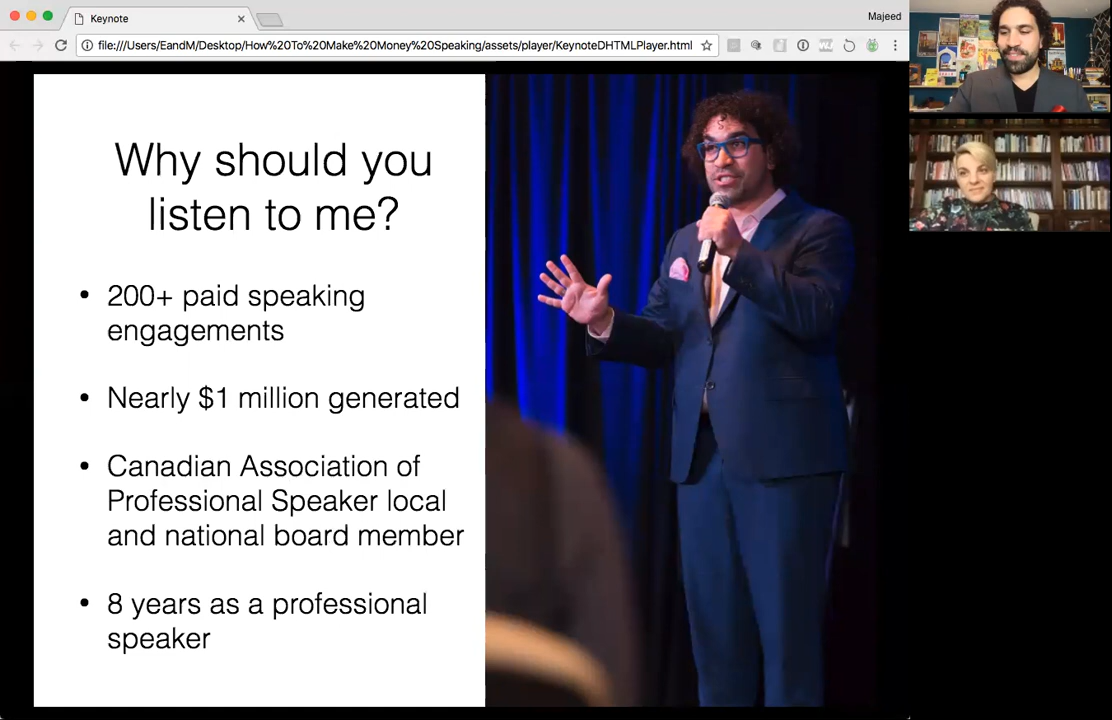 Keynote
Majeed
file:///Users/EandM/Desktop/How%20To%20Make%20Money%20Speaking/assets/player/KeynoteDHTMLPlayer.html
Why should you
listen to me?
• 200+ paid speaking
engagements
• Nearly $1 million generated
• Canadian Association of
Professional Speaker local
and national board member
• 8 years as a professional
speaker